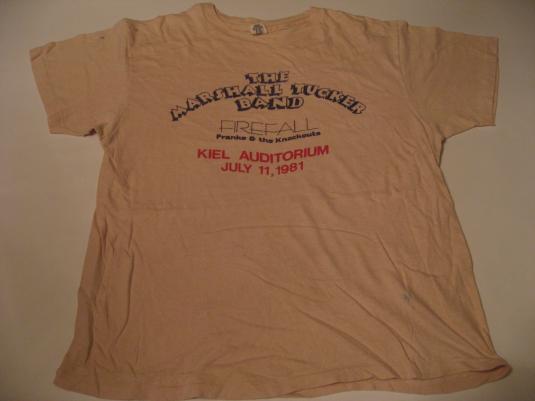 THE
MARSHALL TUCKER
BAND
FIREFALL
Franke & the Knockouts
KIEL AUDITORIUM
JULY 11, 1981